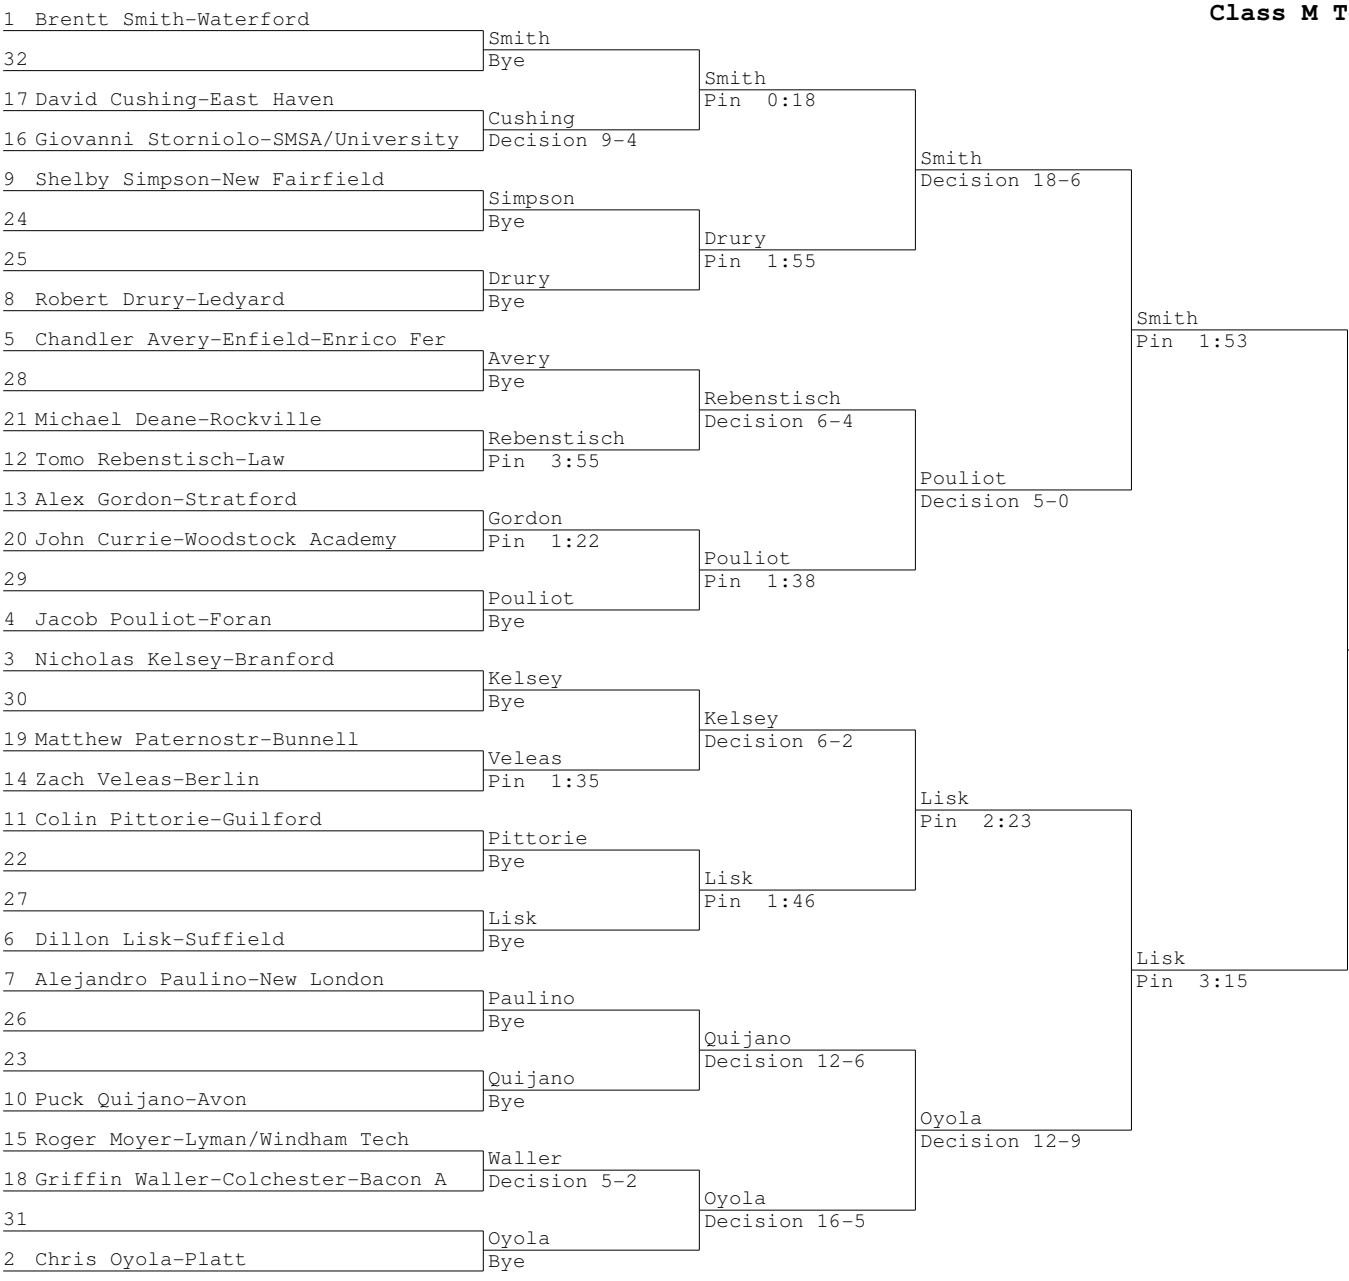 Class M T
1 Brentt Smith-Waterford
32
17 David Cushing-East Haven
16 Giovanni Storniolo-SMSA/University
9 Shelby Simpson-New Fairfield
24
25
8 Robert Drury-Ledyard
5 Chandler Avery-Enfield-Enrico Fer
28
21 Michael Deane-Rockville
12 Tomo Rebenstisch-Law
13 Alex Gordon-Stratford
20 John Currie-Woodstock Academy
29
4 Jacob Pouliot-Foran
3 Nicholas Kelsey-Branford
30
19 Matthew Paternostr-Bunnell
14 Zach Veleas-Berlin
11 Colin Pittorie-Guilford
22
27
6 Dillon Lisk-Suffield
7 Alejandro Paulino-New London
26
23
10 Puck Quijano-Avon
15 Roger Moyer-Lyman/Windham Tech
18 Griffin Waller-Colchester-Bacon A
31
2 Chris Oyola-Platt
Smith
Bye
Cushing
Decision 9-4
Simpson
Bye
Drury
Bye
Avery
Bye
Rebenstisch
Pin 3:55
Gordon
Pin 1:22
Pouliot
Bye
Kelsey
Bye
Veleas
Pin 1:35
Pittorie
Bye
Lisk
Bye
Paulino
Bye
Quijano
Bye
Waller
Decision 5-2
Oyola
Bye
Smith
Pin 0:18
Drury
Pin 1:55
Rebenstisch
Decision 6-4
Pouliot
Pin 1:38
Kelsey
Decision 6-2
Lisk
Pin 1:46
Quijano
Decision 12-6
Oyola
Decision 16-5
Smith
Decision 18-6
Pouliot
Decision 5-0
Lisk
Pin 2:23
Oyola
Decision 12-9
Smith
Pin 1:53
Lisk
Pin 3:15